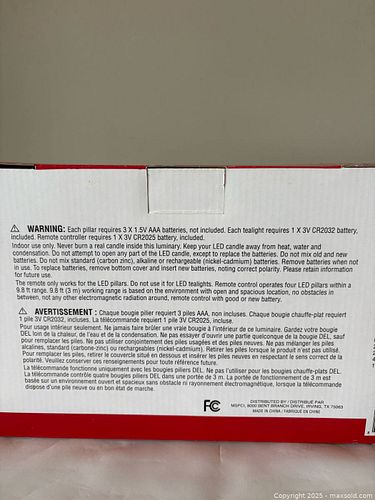 ⚠ WARNING: Each pillar requires 3 X 1.5V AAA batteries, not included. Each tealight requires 1 X 3V CR2032 battery,
included. Remote controller requires 1 X 3V CR2025 battery, included.
Indoor use only. Never burn a real candle inside this luminary. Keep your LED candle away from heat, water and
condensation. Do not attempt to open any part of the LED candle, except to replace the batteries. Do not mix old and new
batteries. Do not mix standard (carbon zinc), alkaline or rechargeable (nickel-cadmium) batteries. Remove batteries when not
in use. To replace batteries, remove bottom cover and insert new batteries, noting correct polarity. Please retain information
for future use.
The remote only works for the LED pillars. Do not use it for LED tealights. Remote control operates four LED pillars within a
9.8 ft range. 9.8 ft (3 m) working range is based on the environment with open and spacious location, no obstacles in
between, not any other electromagnetic radiation around, remote control with good or new battery.
⚠ AVERTISSEMENT : Chaque bougie pilier requiert 3 piles AAA, non incluses. Chaque bougie chauffe-plat requiert
1 pile 3V CR2032, incluses. La télécommande requiert 1 pile 3V CR2025, incluse.
Pour usage intérieur seulement. Ne jamais faire brûler une vraie bougie à l'intérieur de ce luminaire. Gardez votre bougie
DEL loin de la chaleur, de l'eau et de la condensation. Ne pas essayer d'ouvrir une partie quelconque de la bougie DEL, sauf
pour remplacer les piles. Ne pas utiliser conjointement des piles usagées et des piles neuves. Ne pas mélanger les piles
alcalines, standard (carbone-zinc) ou rechargeables (nickel-cadmium). Retirer les piles lorsque le produit n'est pas utilisé.
Pour remplacer les piles, retirer le couvercle situé en dessous et insérer les piles neuves en respectant le sens correct de la
polarité. Veuillez conserver ces renseignements pour toute référence future.
La télécommande fonctionne uniquement avec les bougies piliers DEL. Ne pas l'utiliser pour les bougies chauffe-plats DEL.
La télécommande contrôle quatre bougies piliers DEL dans une portée de 3 m. La portée de fonctionnement de 3 m est
basée sur un environnement ouvert et spacieux sans obstacle ni rayonnement électromagnétique, lorsque la télécommande
dispose d'une pile neuve ou en bon état de marche.
FC
DISTRIBUTED BY / DISTRIBUÉ PAR
MSPCI, 8000 BENT BRANCH DRIVE, IRVING, TX 75063
MADE IN CHINA / FABRIQUÉ EN CHINE
Copyright 2025 - maxsold.com